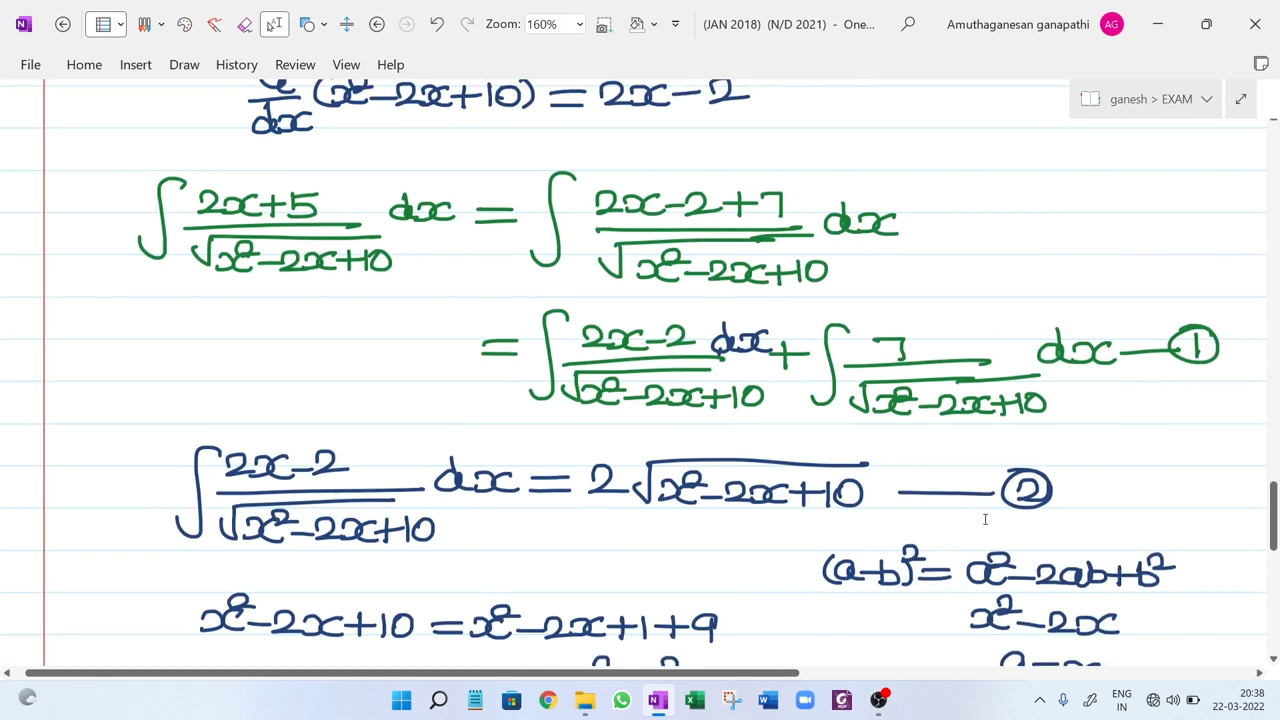 Zoom: 160%
(JAN 2018) (N/D 2021) - One...
Amuthaganesan ganapathi
AG
File Home Insert Draw History Review View Help
ganesh > EXAM
d/dx (x²-2x+10) = 2x-2
∫ (2x+5)/√(x²-2x+10) dx = ∫ (2x-2+7)/√(x²-2x+10) dx
= ∫ (2x-2)/√(x²-2x+10) dx + ∫ 7/√(x²-2x+10) dx — ①
∫ (2x-2)/√(x²-2x+10) dx = 2√(x²-2x+10) — ②
(a-b)² = a²-2ab+b²
x²-2x+10 = x²-2x+1+9
x²-2x
ENG
IN
20:38
22-03-2022